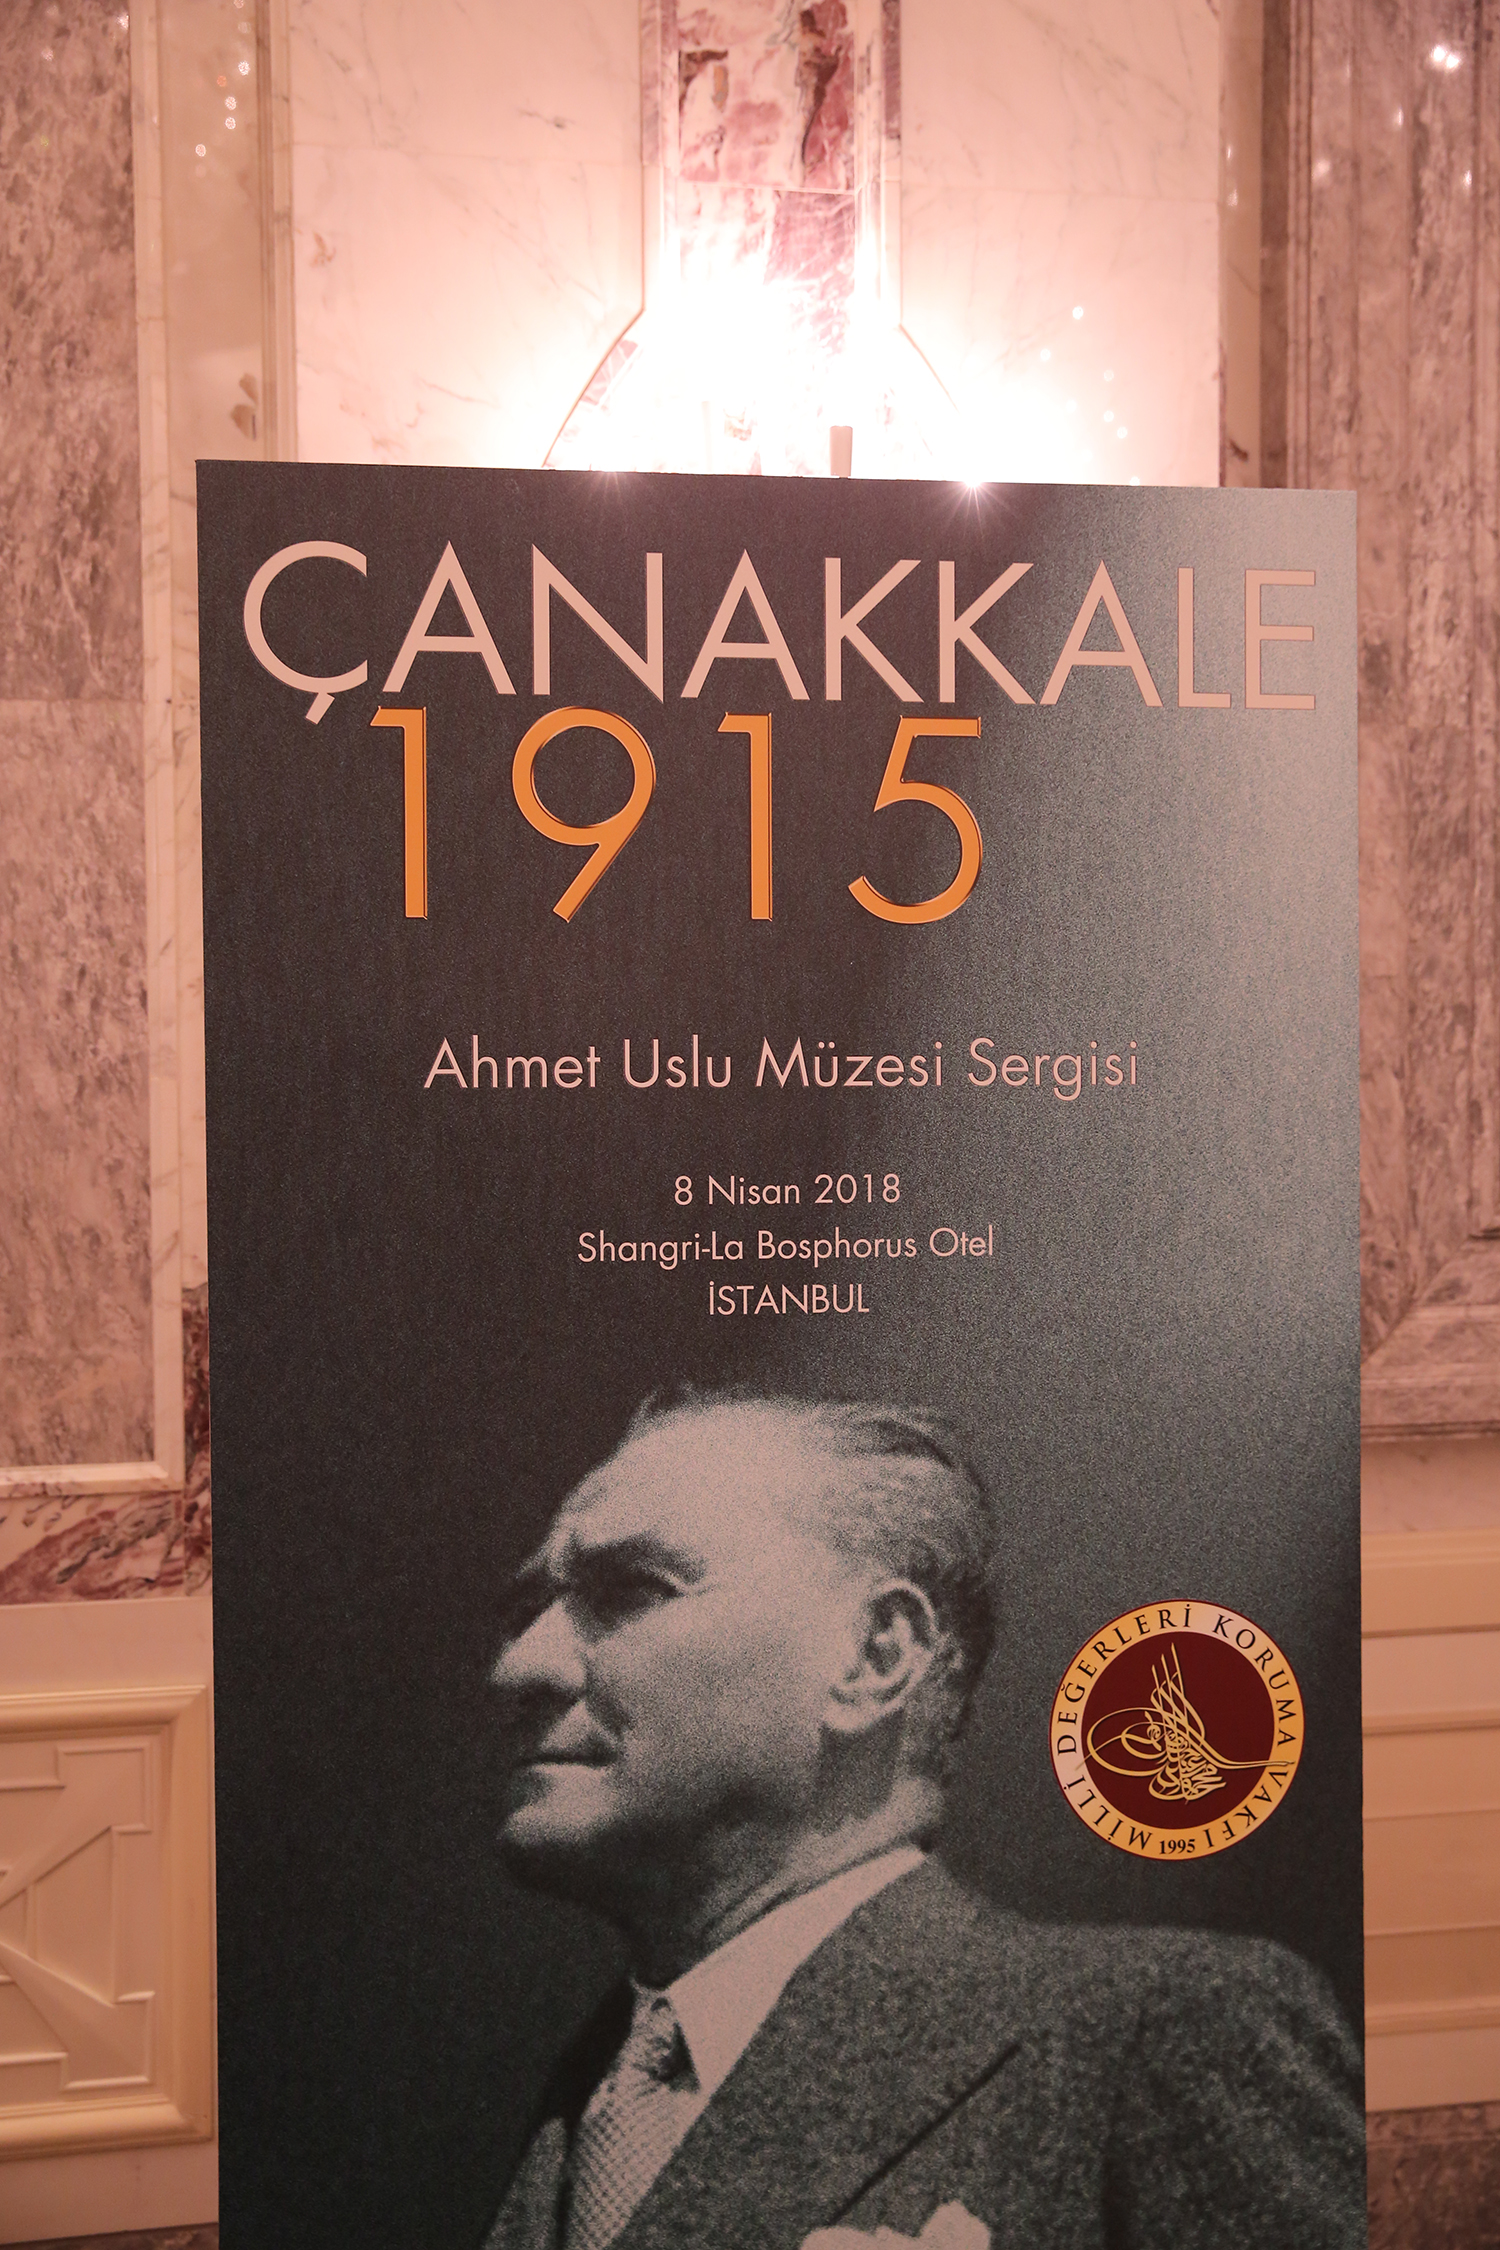 ÇANAKKALE
1915
Ahmet Uslu Müzesi Sergisi
8 Nisan 2018
Shangri-La Bosphorus Otel
İSTANBUL
MİLLİ DEĞERLERİ KORUMA VAKFI
1995